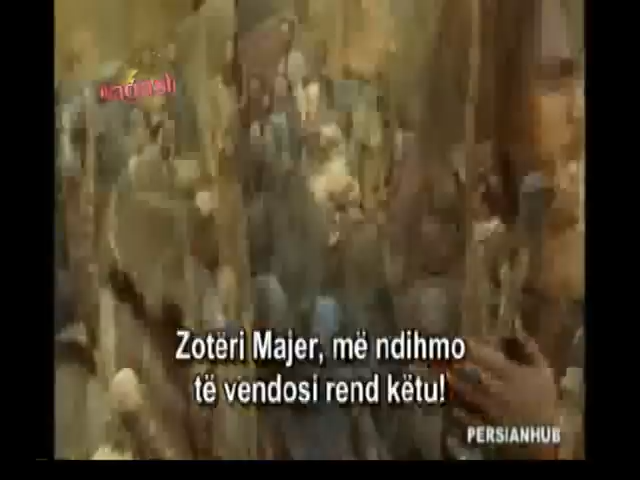 Zotëri Majer, më ndihmo
të vendosi rend këtu!
PERSIANHUB